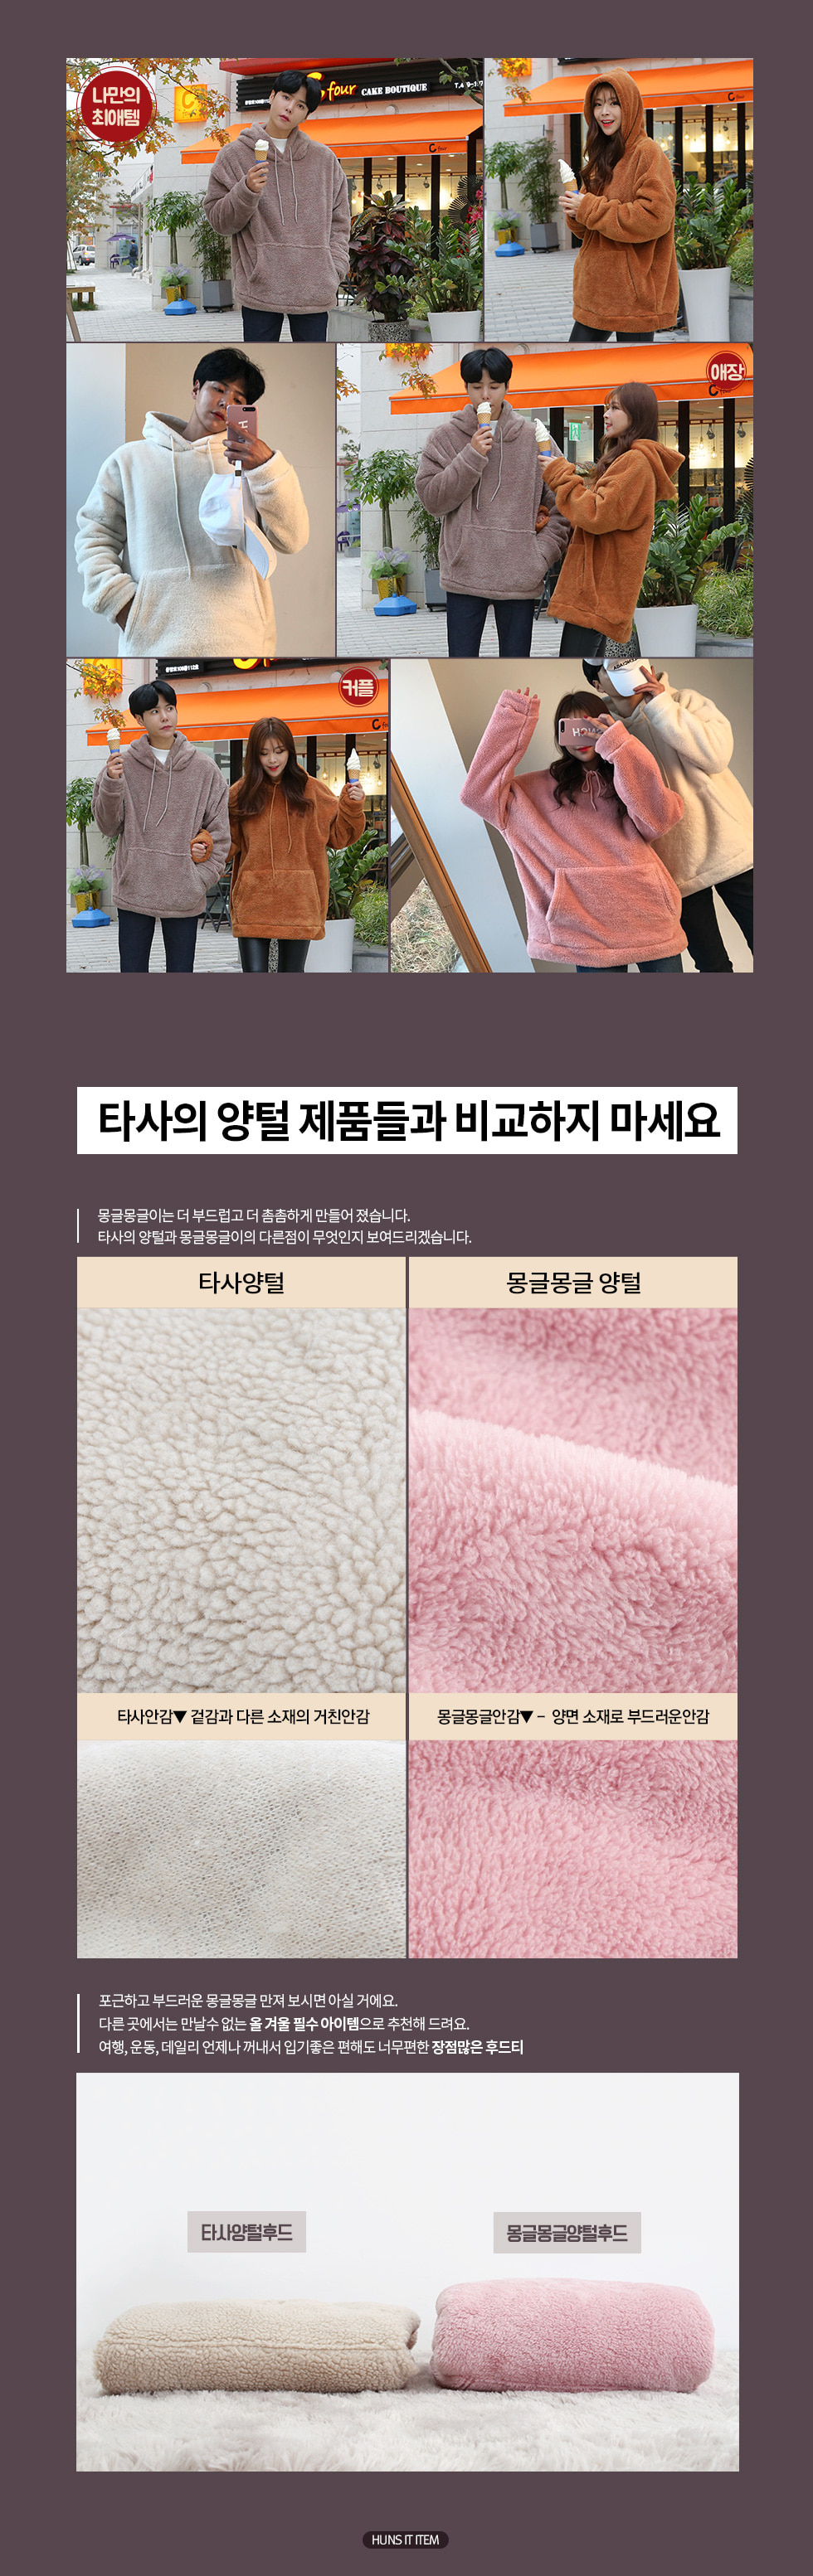 나만의
최애템
four CAKE BOUTIQUE
애장
커플
타사의 양털 제품들과 비교하지 마세요
몽글몽글이는 더 부드럽고 더 촘촘하게 만들어 졌습니다.
타사의 양털과 몽글몽글이의 다른점이 무엇인지 보여드리겠습니다.
타사양털
몽글몽글 양털
타사안감▼ 겉감과 다른 소재의 거친안감
몽글몽글안감▼ - 양면 소재로 부드러운안감
포근하고 부드러운 몽글몽글 만져 보시면 아실 거에요.
다른 곳에서는 만날수 없는 올 겨울 필수 아이템으로 추천해 드려요.
여행, 운동, 데일리 언제나 꺼내서 입기좋은 편해도 너무편한 장점많은 후드티
타사양털후드
몽글몽글양털후드
HUNS IT ITEM